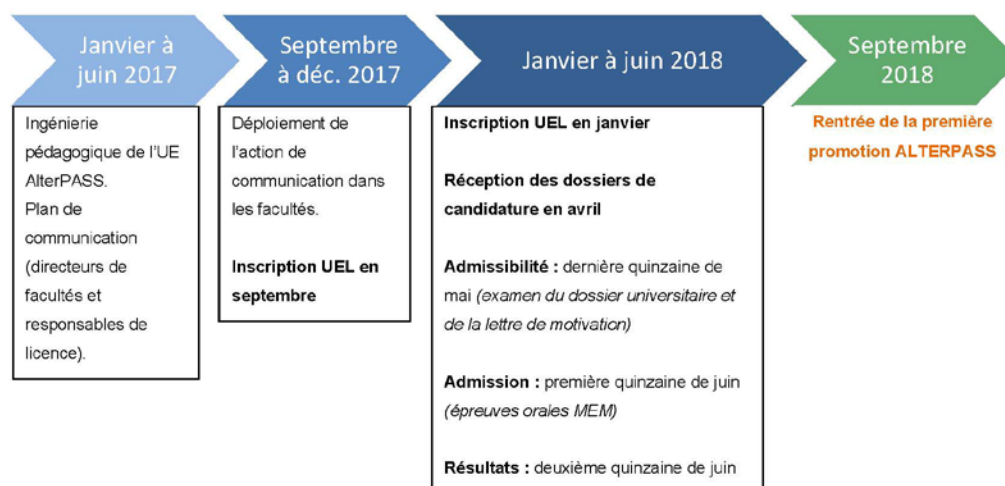 Janvier à
juin 2017
Septembre
à déc. 2017
Janvier à juin 2018
Septembre
2018
Ingénierie
pédagogique de l'UE
AlterPASS.
Plan de
communication
(directeurs de
facultés et
responsables de
licence).
Déploiement de
l'action de
communication dans
les facultés.
Inscription UEL en
septembre
Inscription UEL en janvier
Réception des dossiers de
candidature en avril
Admissibilité : dernière quinzaine de
mai (examen du dossier universitaire et
de la lettre de motivation)
Admission : première quinzaine de juin
(épreuves orales MEM)
Résultats : deuxième quinzaine de juin
Rentrée de la première
promotion ALTERPASS